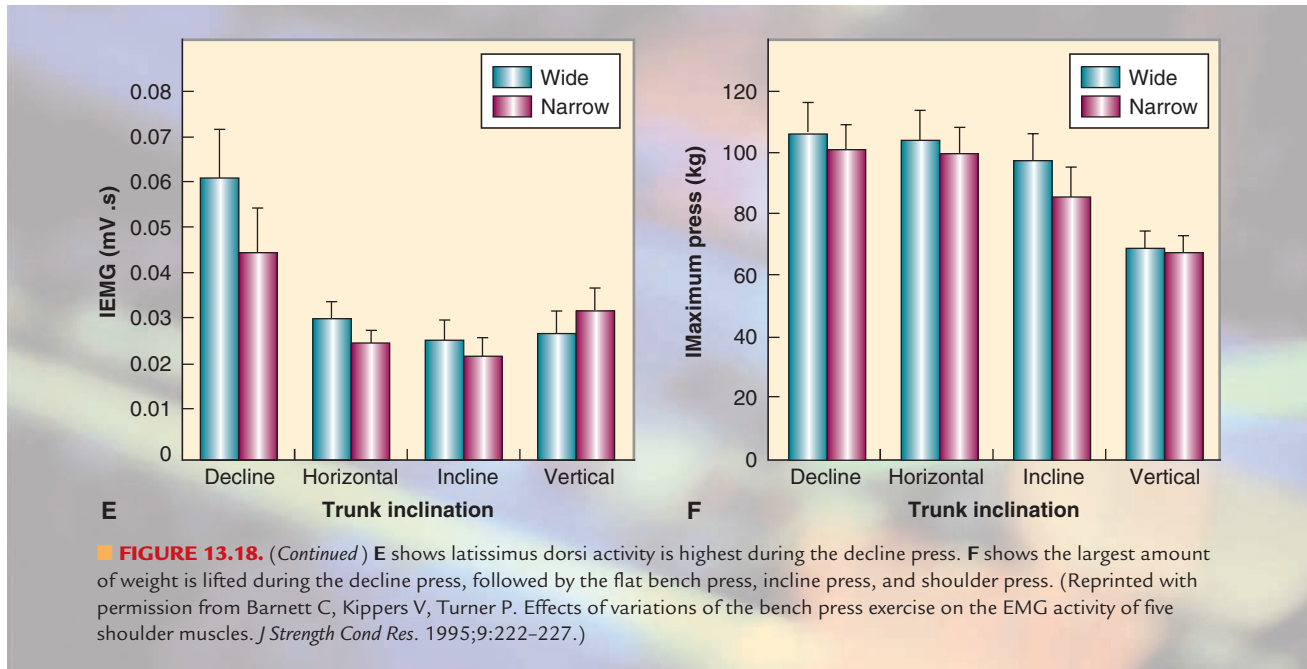 Wide
Narrow
0.08
0.07
0.06
0.05
0.04
0.03
0.02
0.01
0
IEMG (mV .s)
Decline Horizontal Incline Vertical
E Trunk inclination
Wide
Narrow
120
100
80
60
40
20
0
IMaximum press (kg)
Decline Horizontal Incline Vertical
F Trunk inclination
FIGURE 13.18. (Continued ) E shows latissimus dorsi activity is highest during the decline press. F shows the largest amount
of weight is lifted during the decline press, followed by the flat bench press, incline press, and shoulder press. (Reprinted with
permission from Barnett C, Kippers V, Turner P. Effects of variations of the bench press exercise on the EMG activity of five
shoulder muscles. J Strength Cond Res. 1995;9:222–227.)